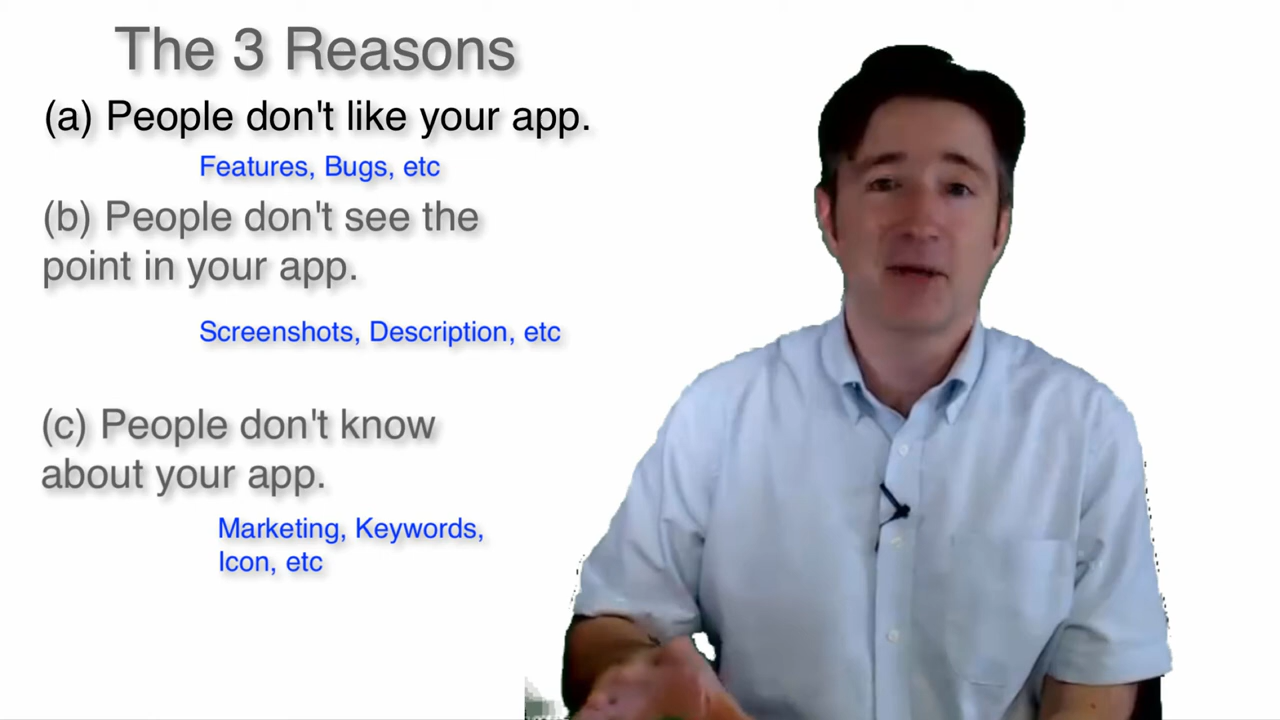 The 3 Reasons
(a) People don't like your app.
Features, Bugs, etc
(b) People don't see the
point in your app.
Screenshots, Description, etc
(c) People don't know
about your app.
Marketing, Keywords,
Icon, etc